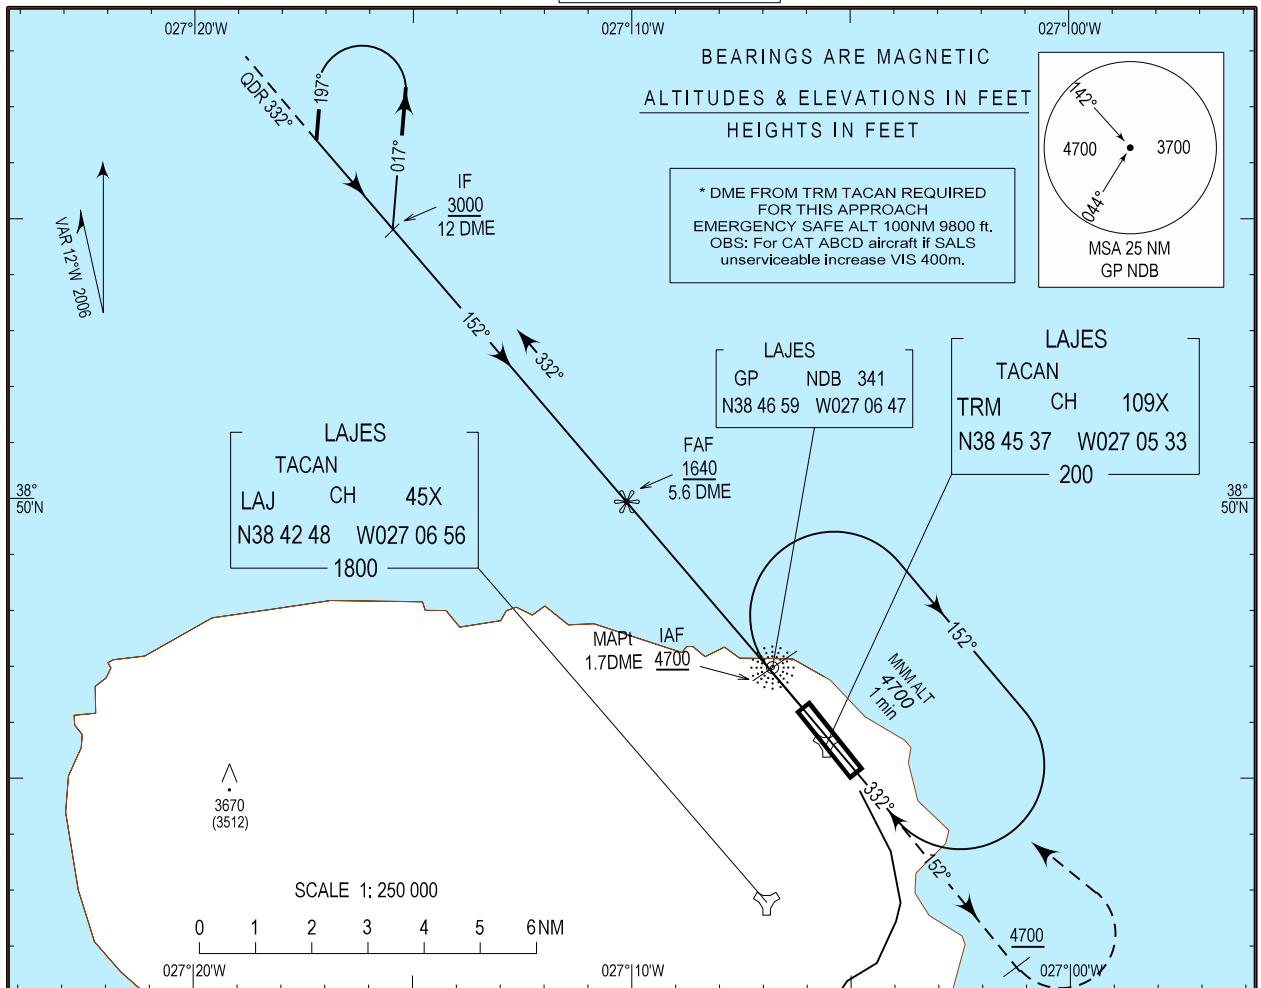 027°20'W
027°10'W
027°00'W
BEARINGS ARE MAGNETIC
ALTITUDES & ELEVATIONS IN FEET
HEIGHTS IN FEET
142°
4700
3700
044°
MSA 25 NM
GP NDB
* DME FROM TRM TACAN REQUIRED
FOR THIS APPROACH
EMERGENCY SAFE ALT 100NM 9800 ft.
OBS: For CAT ABCD aircraft if SALS
unserviceable increase VIS 400m.
QDR 332°
197°
017°
IF
3000
12 DME
VAR 12°W 2006
152°
332°
LAJES
GP NDB 341
N38 46 59 W027 06 47
LAJES
TACAN
TRM CH 109X
N38 45 37 W027 05 33
200
LAJES
TACAN
LAJ CH 45X
N38 42 48 W027 06 56
1800
FAF
1640
5.6 DME
38°
50'N
38°
50'N
MAPt IAF
1.7DME 4700
152°
MNM ALT
4700
1 min
332°
152°
4700
3670
(3512)
SCALE 1: 250 000
0 1 2 3 4 5 6 NM
027°20'W
027°10'W
027°00'W